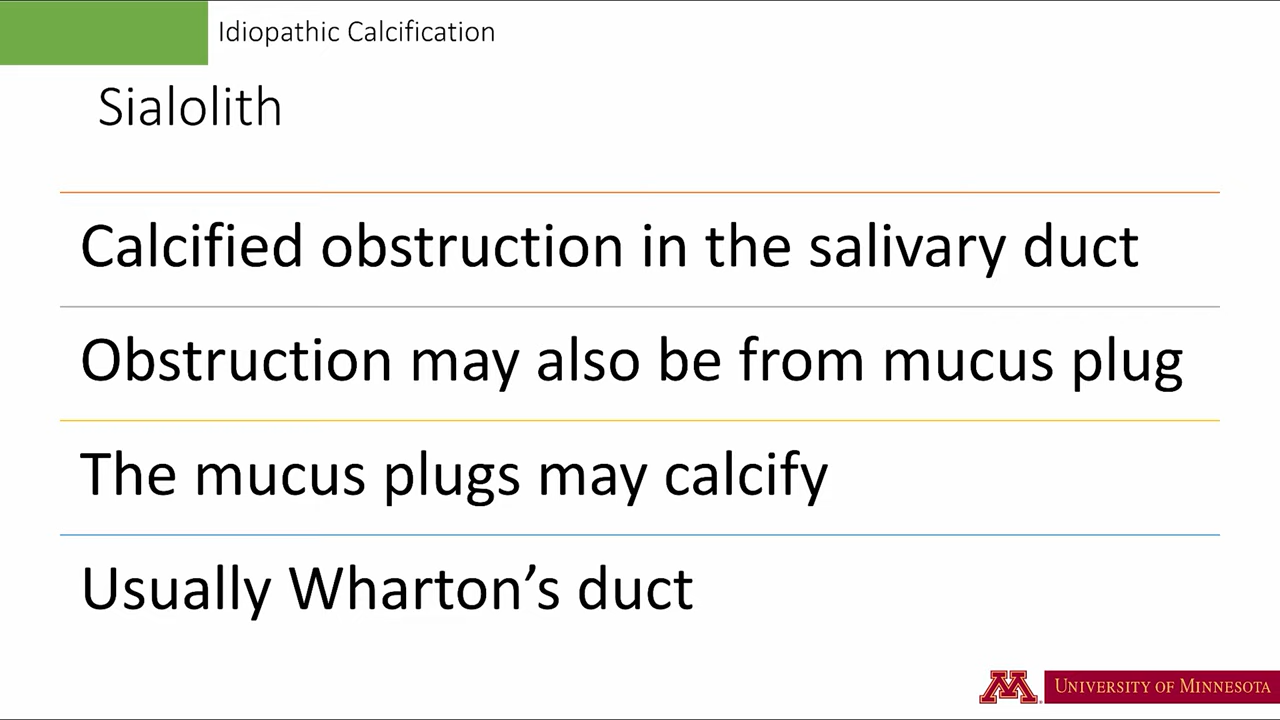 Idiopathic Calcification
Sialolith
Calcified obstruction in the salivary duct
Obstruction may also be from mucus plug
The mucus plugs may calcify
Usually Wharton’s duct
M
UNIVERSITY OF MINNESOTA